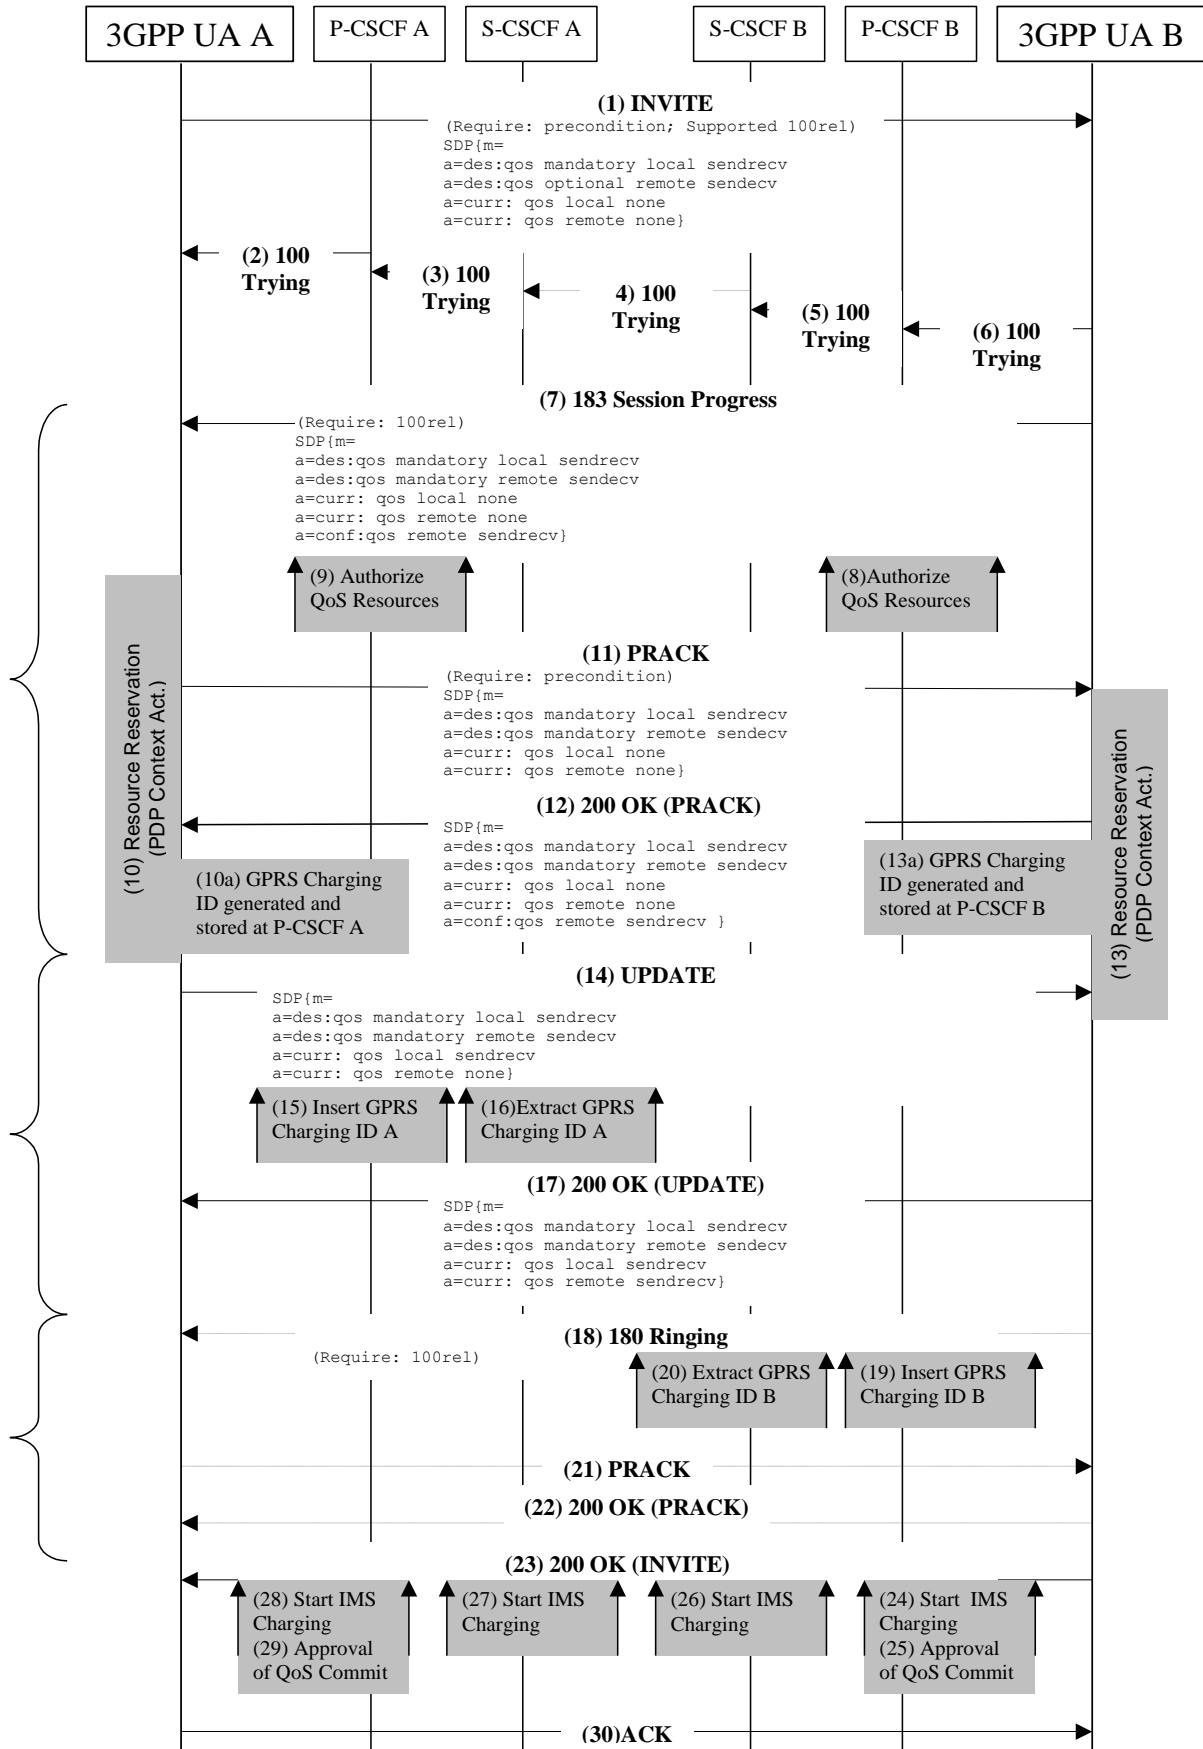 3GPP UA A
P-CSCF A
S-CSCF A
S-CSCF B
P-CSCF B
3GPP UA B
(1) INVITE
(Require: precondition; Supported 100rel)
SDP{m=
a=des:qos mandatory local sendrecv
a=des:qos optional remote sendecv
a=curr: qos local none
a=curr: qos remote none}
(2) 100
Trying
(3) 100
Trying
4) 100
Trying
(5) 100
Trying
(6) 100
Trying
(7) 183 Session Progress
(Require: 100rel)
SDP{m=
a=des:qos mandatory local sendrecv
a=des:qos mandatory remote sendecv
a=curr: qos local none
a=curr: qos remote none
a=conf:qos remote sendrecv}
(9) Authorize
QoS Resources
(8)Authorize
QoS Resources
(10) Resource Reservation
(PDP Context Act.)
(11) PRACK
(Require: precondition)
SDP{m=
a=des:qos mandatory local sendrecv
a=des:qos mandatory remote sendecv
a=curr: qos local none
a=curr: qos remote none}
(13) Resource Reservation
(PDP Context Act.)
(12) 200 OK (PRACK)
SDP{m=
a=des:qos mandatory local sendrecv
a=des:qos mandatory remote sendecv
a=curr: qos local none
a=curr: qos remote none
a=conf:qos remote sendrecv }
(10a) GPRS Charging
ID generated and
stored at P-CSCF A
(13a) GPRS Charging
ID generated and
stored at P-CSCF B
(14) UPDATE
SDP{m=
a=des:qos mandatory local sendrecv
a=des:qos mandatory remote sendecv
a=curr: qos local sendrecv
a=curr: qos remote none}
(15) Insert GPRS
Charging ID A
(16)Extract GPRS
Charging ID A
(17) 200 OK (UPDATE)
SDP{m=
a=des:qos mandatory local sendrecv
a=des:qos mandatory remote sendecv
a=curr: qos local sendrecv
a=curr: qos remote sendrecv}
(18) 180 Ringing
(Require: 100rel)
(20) Extract GPRS
Charging ID B
(19) Insert GPRS
Charging ID B
(21) PRACK
(22) 200 OK (PRACK)
(23) 200 OK (INVITE)
(28) Start IMS
Charging
(29) Approval
of QoS Commit
(27) Start IMS
Charging
(26) Start IMS
Charging
(24) Start IMS
Charging
(25) Approval
of QoS Commit
(30)ACK